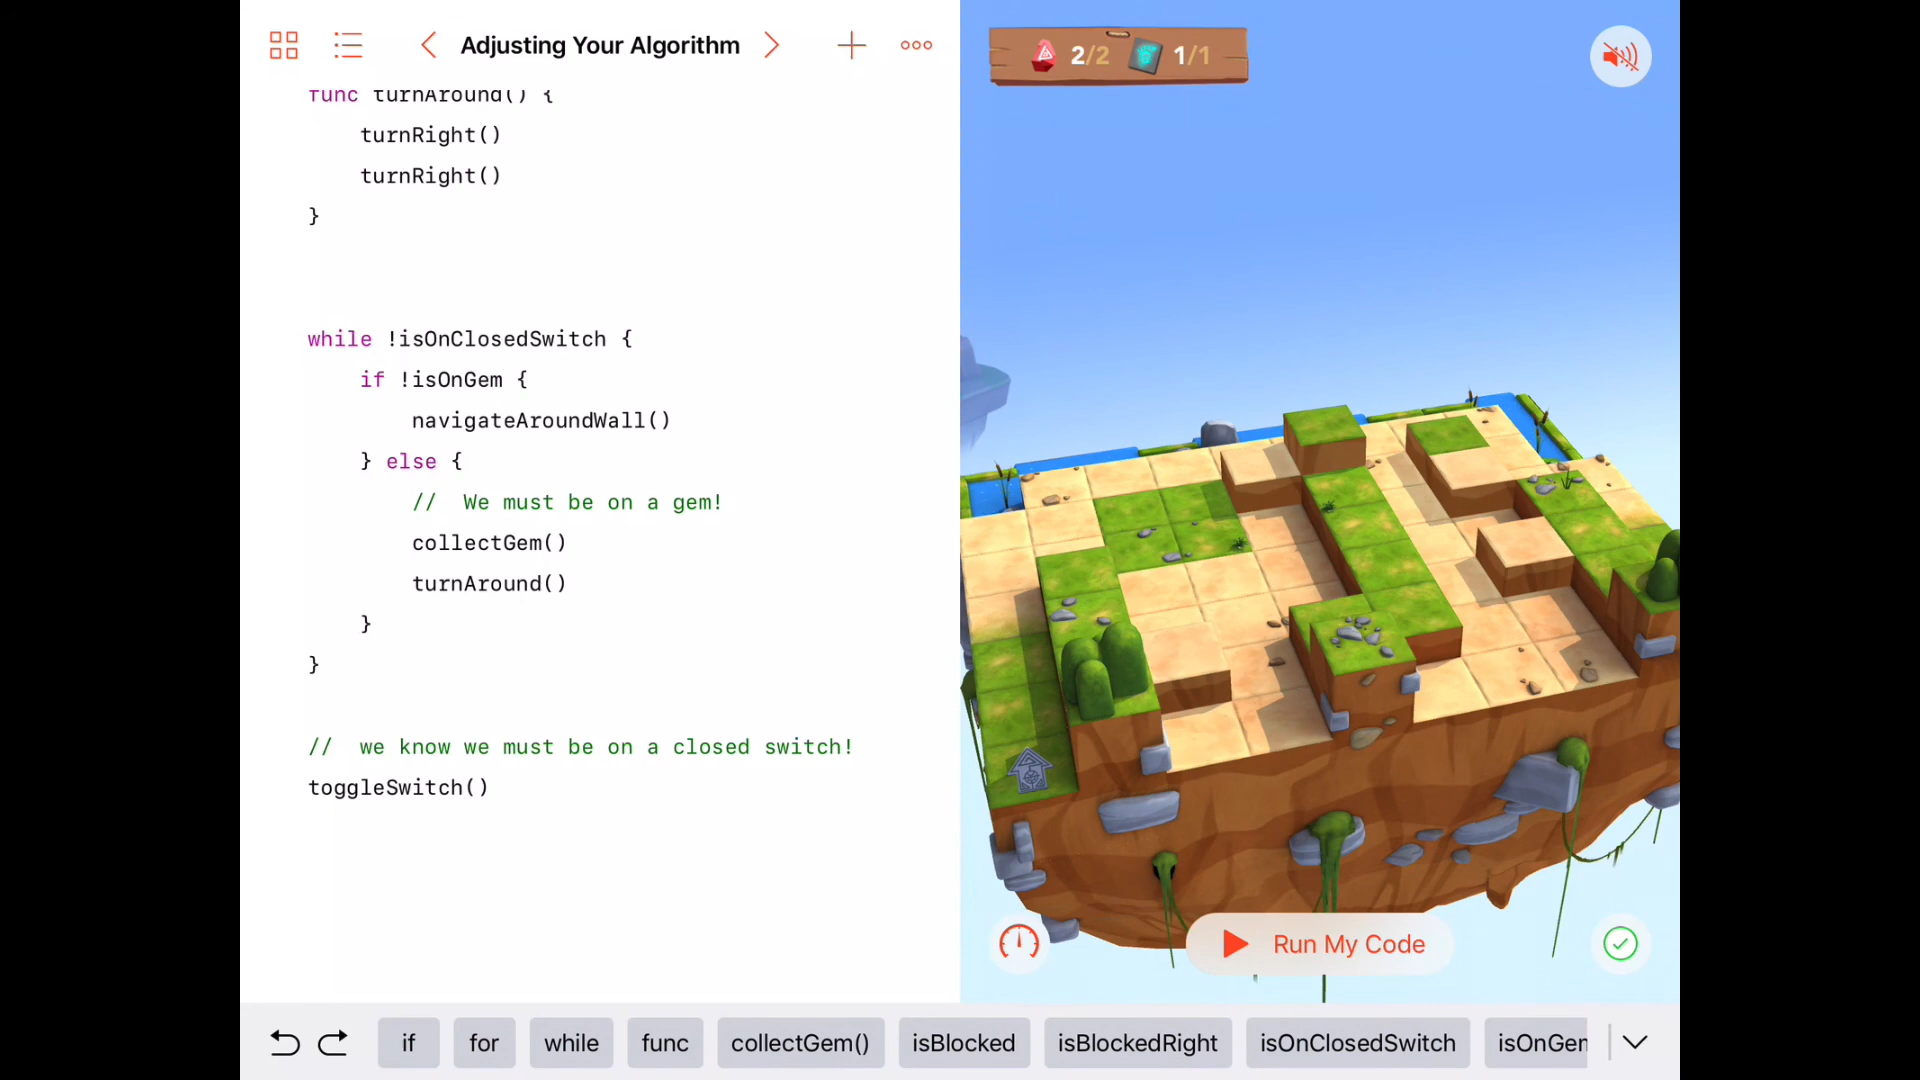 Adjusting Your Algorithm
2/2 1/1
func turnAround() {
turnRight()
turnRight()
}
while !isOnClosedSwitch {
if !isOnGem {
navigateAroundWall()
} else {
// We must be on a gem!
collectGem()
turnAround()
}
}
// we know we must be on a closed switch!
toggleSwitch()
Run My Code
if for while func collectGem() isBlocked isBlockedRight isOnClosedSwitch isOnGem